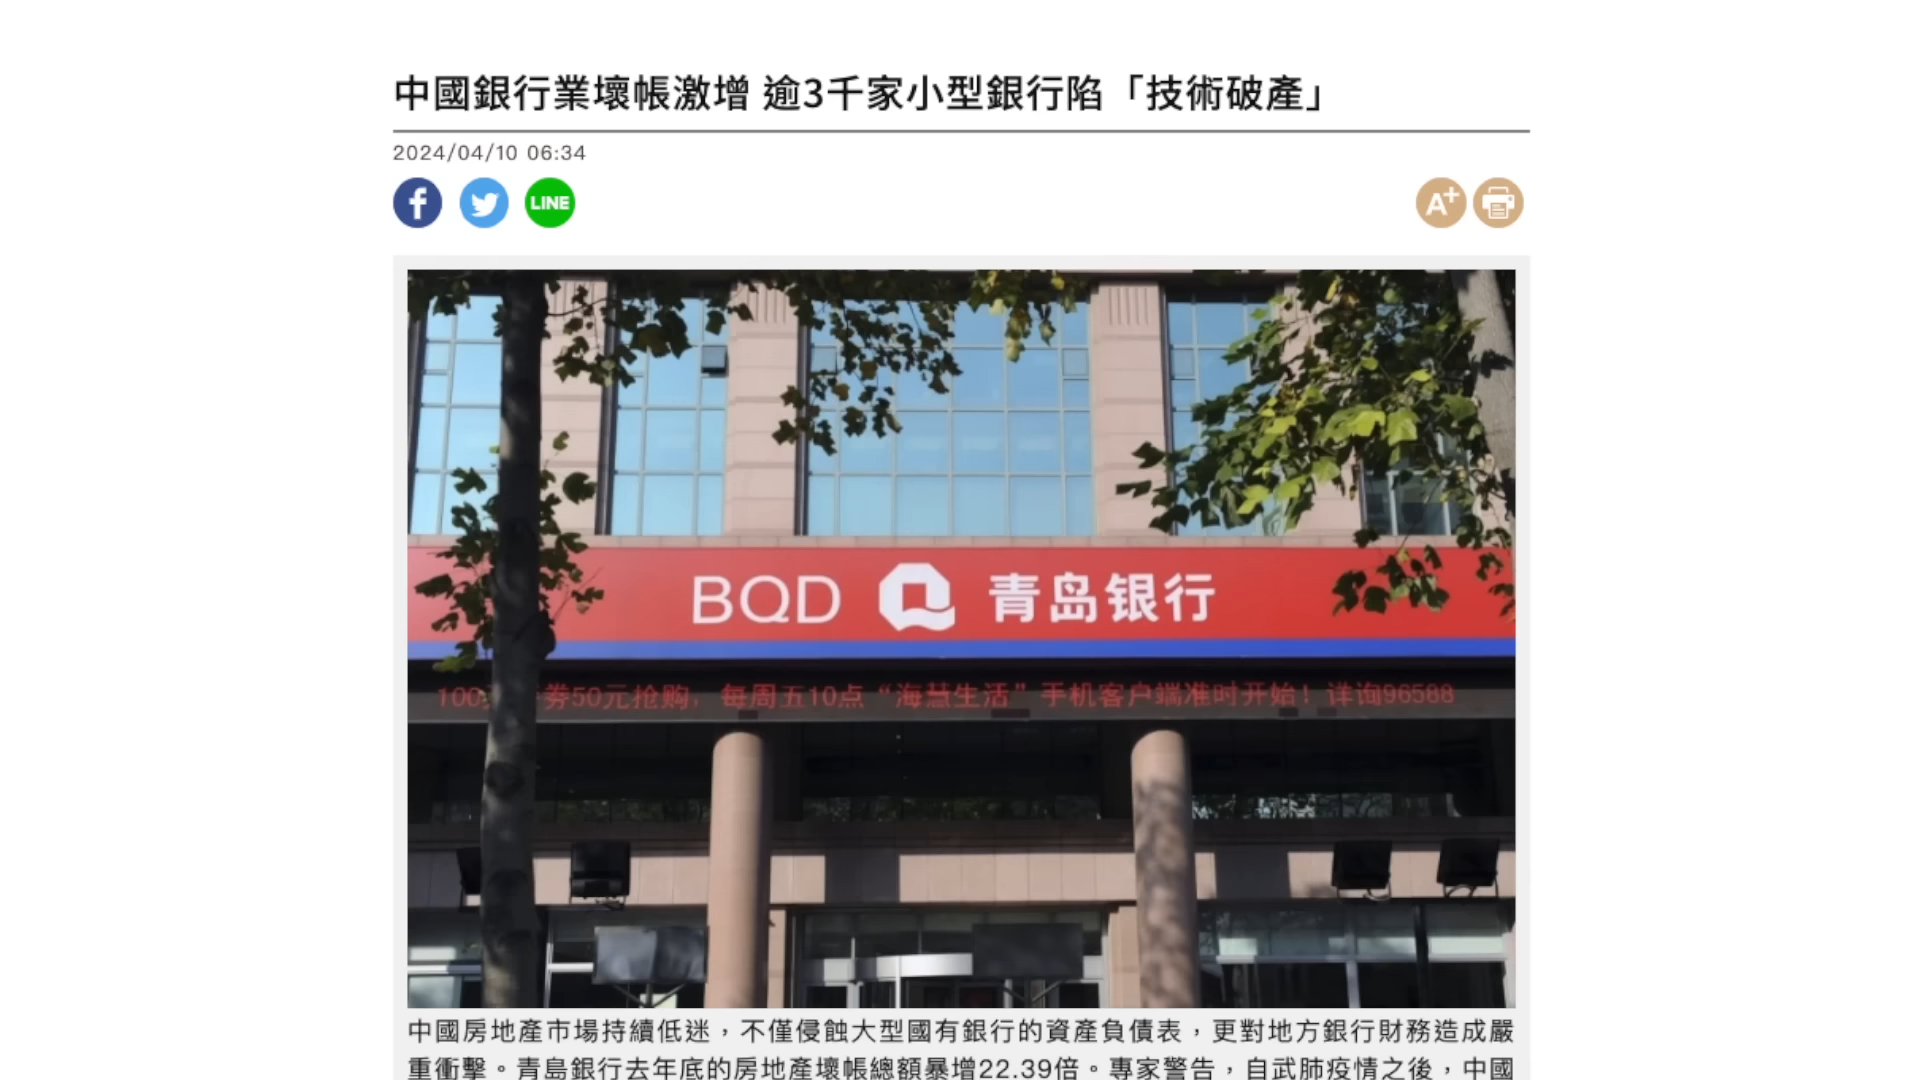 中國銀行業壞帳激增 逾3千家小型銀行陷「技術破產」
2024/04/10 06:34
f
LINE
A+
BQD 青岛银行
券50元抢购，每周五10点“海慧生活”手机客户端准时开始！详询96588
中國房地產市場持續低迷，不僅侵蝕大型國有銀行的資產負債表，更對地方銀行財務造成嚴
重衝擊。青島銀行去年底的房地產壞帳總額暴增22.39倍。專家警告，自武肺疫情之後，中國